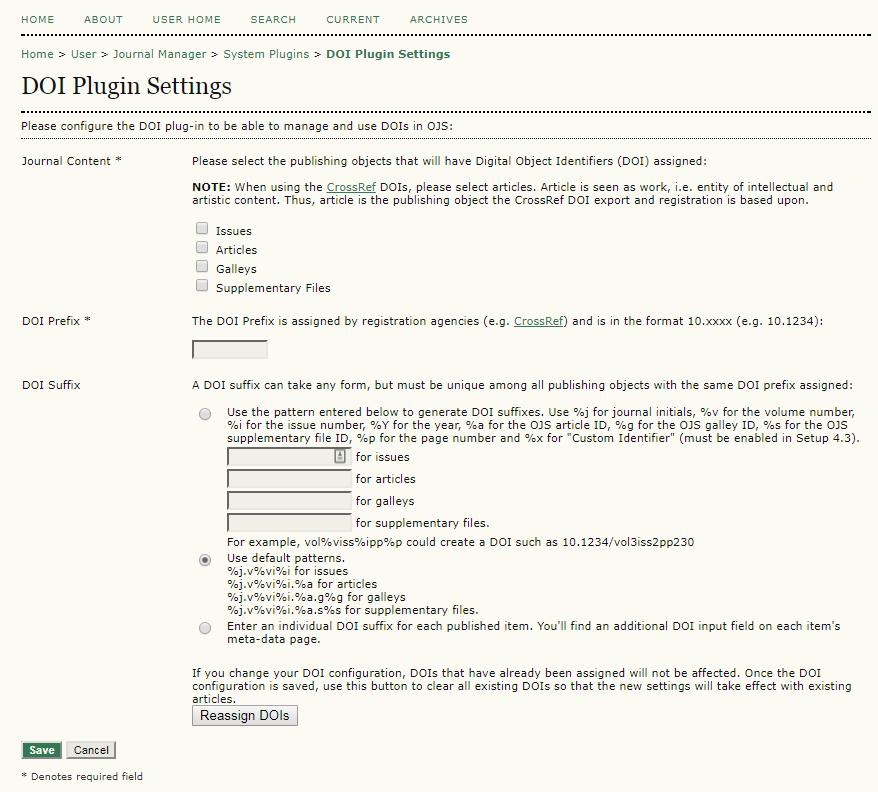 HOME ABOUT USER HOME SEARCH CURRENT ARCHIVES
Home > User > Journal Manager > System Plugins > DOI Plugin Settings
DOI Plugin Settings
Please configure the DOI plug-in to be able to manage and use DOIs in OJS:
Journal Content *
Please select the publishing objects that will have Digital Object Identifiers (DOI) assigned:
NOTE: When using the CrossRef DOIs, please select articles. Article is seen as work, i.e. entity of intellectual and
artistic content. Thus, article is the publishing object the CrossRef DOI export and registration is based upon.
Issues
Articles
Galleys
Supplementary Files
DOI Prefix *
The DOI Prefix is assigned by registration agencies (e.g. CrossRef) and is in the format 10.xxxx (e.g. 10.1234):
DOI Suffix
A DOI suffix can take any form, but must be unique among all publishing objects with the same DOI prefix assigned:
Use the pattern entered below to generate DOI suffixes. Use %j for journal initials, %v for the volume number,
%i for the issue number, %Y for the year, %a for the OJS article ID, %g for the OJS galley ID, %s for the OJS
supplementary file ID, %p for the page number and %x for "Custom Identifier" (must be enabled in Setup 4.3).
for issues
for articles
for galleys
for supplementary files.
For example, vol%viss%ipp%p could create a DOI such as 10.1234/vol3iss2pp230
Use default patterns.
%j.v%vi%i for issues
%j.v%vi%i.%a for articles
%j.v%vi%i.%a.g%g for galleys
%j.v%vi%i.%a.s%s for supplementary files.
Enter an individual DOI suffix for each published item. You'll find an additional DOI input field on each item's
meta-data page.
If you change your DOI configuration, DOIs that have already been assigned will not be affected. Once the DOI
configuration is saved, use this button to clear all existing DOIs so that the new settings will take effect with existing
articles.
Reassign DOIs
Save Cancel
* Denotes required field